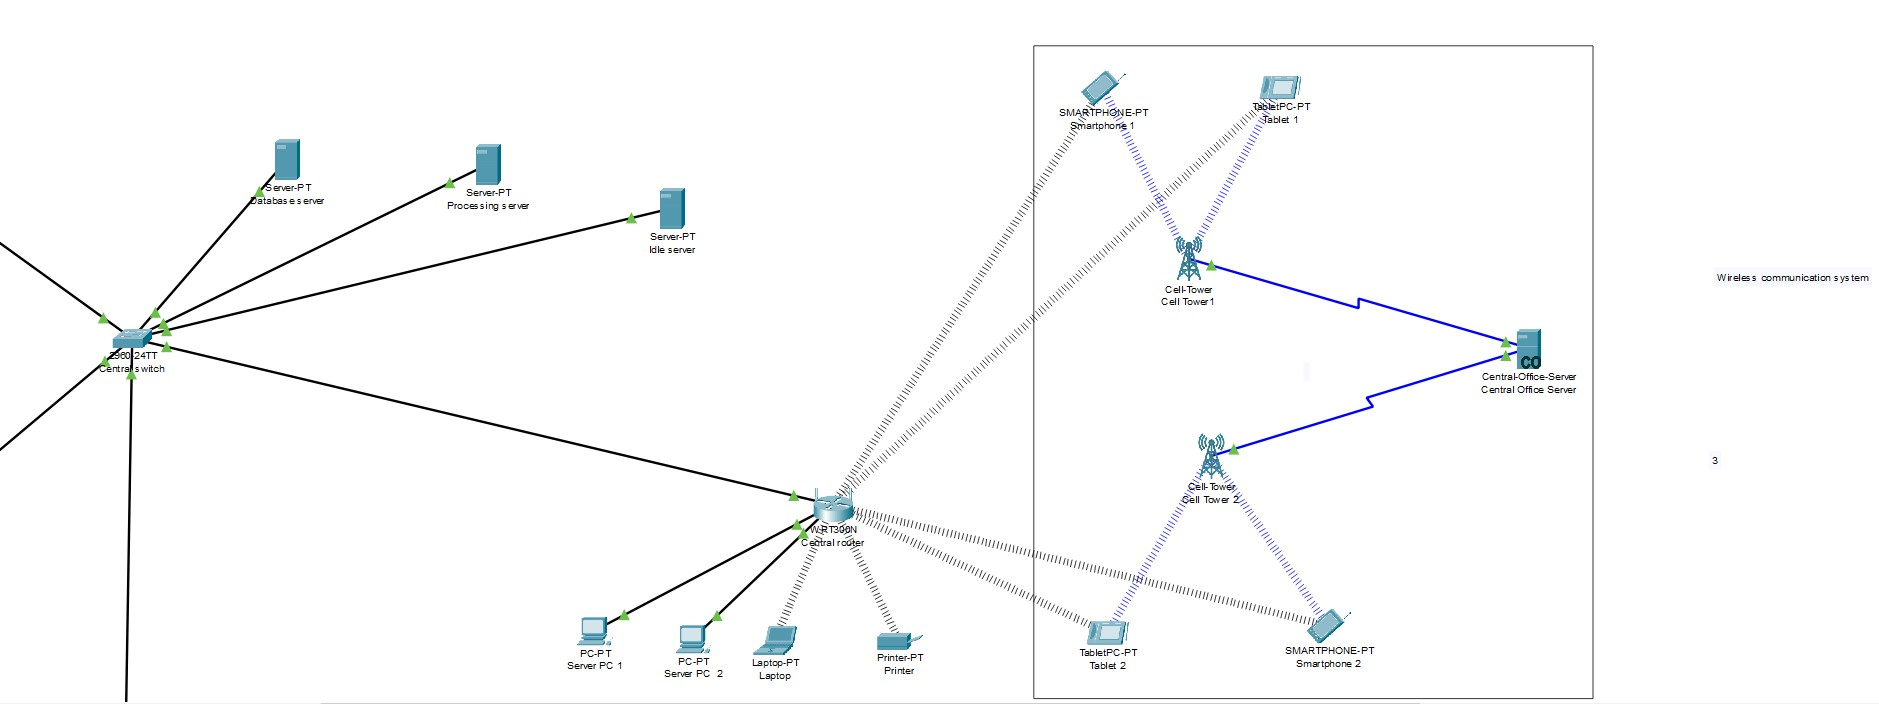 SMARTPHONE-PT
Smartphone 1
TabletPC-PT
Tablet 1
Server-PT
Database server
Server-PT
Processing server
Server-PT
Idle server
Cell-Tower
Cell Tower1
Wireless communication system
2960-24TT
Central switch
CO
Central-Office-Server
Central Office Server
3
Cell-Tower
Cell Tower 2
WRT300N
Central router
PC-PT
Server PC 1
PC-PT
Server PC 2
Laptop-PT
Laptop
Printer-PT
Printer
TabletPC-PT
Tablet 2
SMARTPHONE-PT
Smartphone 2